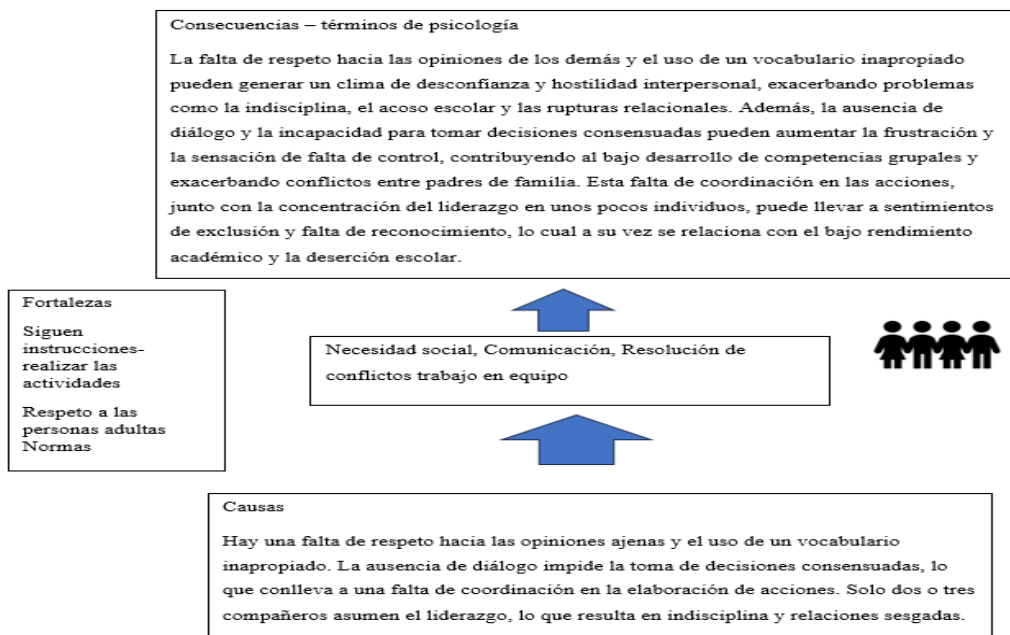 Consecuencias – términos de psicología
La falta de respeto hacia las opiniones de los demás y el uso de un vocabulario inapropiado
pueden generar un clima de desconfianza y hostilidad interpersonal, exacerbando problemas
como la indisciplina, el acoso escolar y las rupturas relacionales. Además, la ausencia de
diálogo y la incapacidad para tomar decisiones consensuadas pueden aumentar la frustración y
la sensación de falta de control, contribuyendo al bajo desarrollo de competencias grupales y
exacerbando conflictos entre padres de familia. Esta falta de coordinación en las acciones,
junto con la concentración del liderazgo en unos pocos individuos, puede llevar a sentimientos
de exclusión y falta de reconocimiento, lo cual a su vez se relaciona con el bajo rendimiento
académico y la deserción escolar.
Fortalezas
Siguen
instrucciones-
realizar las
actividades
Respeto a las
personas adultas
Normas
Necesidad social, Comunicación, Resolución de
conflictos trabajo en equipo
Causas
Hay una falta de respeto hacia las opiniones ajenas y el uso de un vocabulario
inapropiado. La ausencia de diálogo impide la toma de decisiones consensuadas, lo
que conlleva a una falta de coordinación en la elaboración de acciones. Solo dos o tres
compañeros asumen el liderazgo, lo que resulta en indisciplina y relaciones sesgadas.